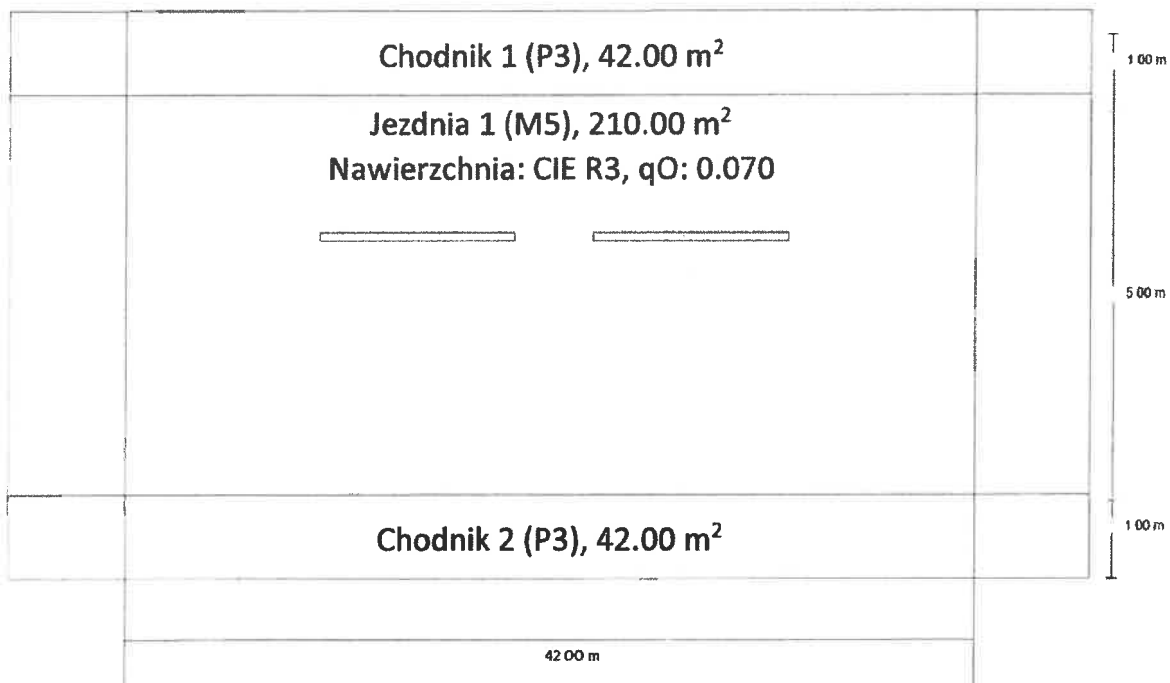 Chodnik 1 (P3), 42.00 m²
1 00 m
Jezdnia 1 (M5), 210.00 m²
Nawierzchnia: CIE R3, qO: 0.070
5 00 m
Chodnik 2 (P3), 42.00 m²
1 00 m
42 00 m